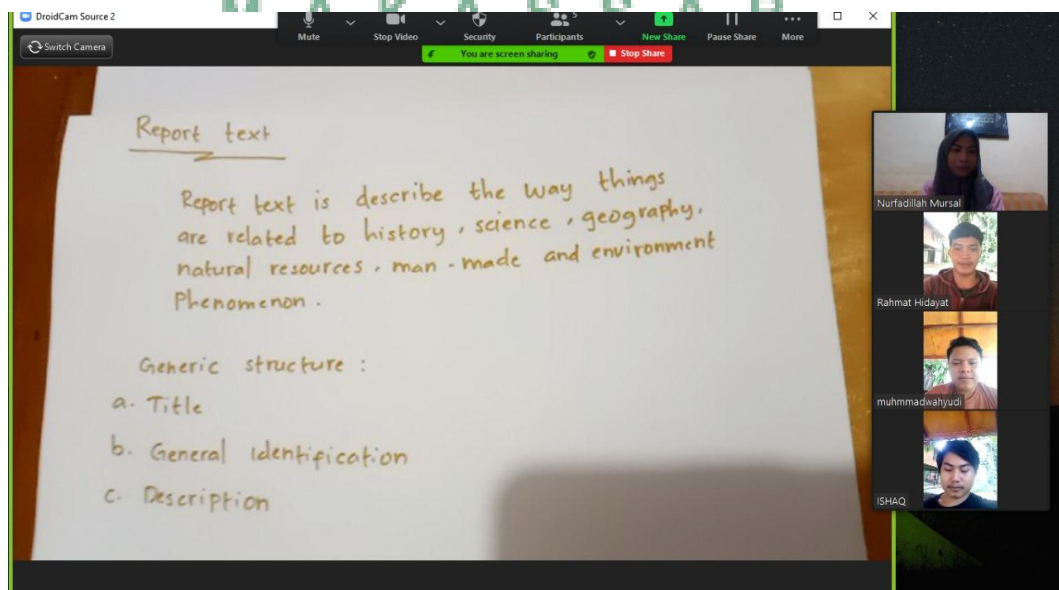 DroidCam Source 2
Mute
Stop Video
Security
5
Participants
New Share
Pause Share
More
Switch Camera
You are screen sharing
Stop Share
Report text
Report text is describe the way things
are related to history, science, geography,
natural resources, man-made and environment
Phenomenon.
Generic structure :
a. Title
b. General identification
c. Description
Nurfadillah Mursal
Rahmat Hidayat
muhmmadwahyudi
ISHAQ